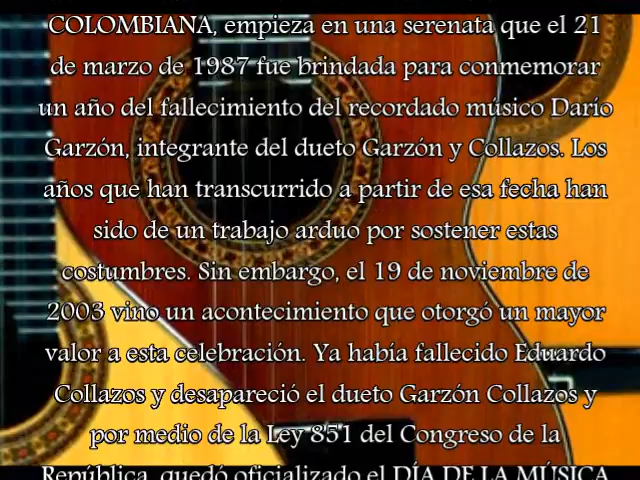 COLOMBIANA, empieza en una serenata que el 21
de marzo de 1987 fue brindada para conmemorar
un año del fallecimiento del recordado músico Darío
Garzón, integrante del dueto Garzón y Collazos. Los
años que han transcurrido a partir de esa fecha han
sido de un trabajo arduo por sostener estas
costumbres. Sin embargo, el 19 de noviembre de
2003 vino un acontecimiento que otorgó un mayor
valor a esta celebración. Ya había fallecido Eduardo
Collazos y desapareció el dueto Garzón Collazos y
por medio de la Ley 851 del Congreso de la
República, quedó oficializado el DÍA DE LA MÚSICA